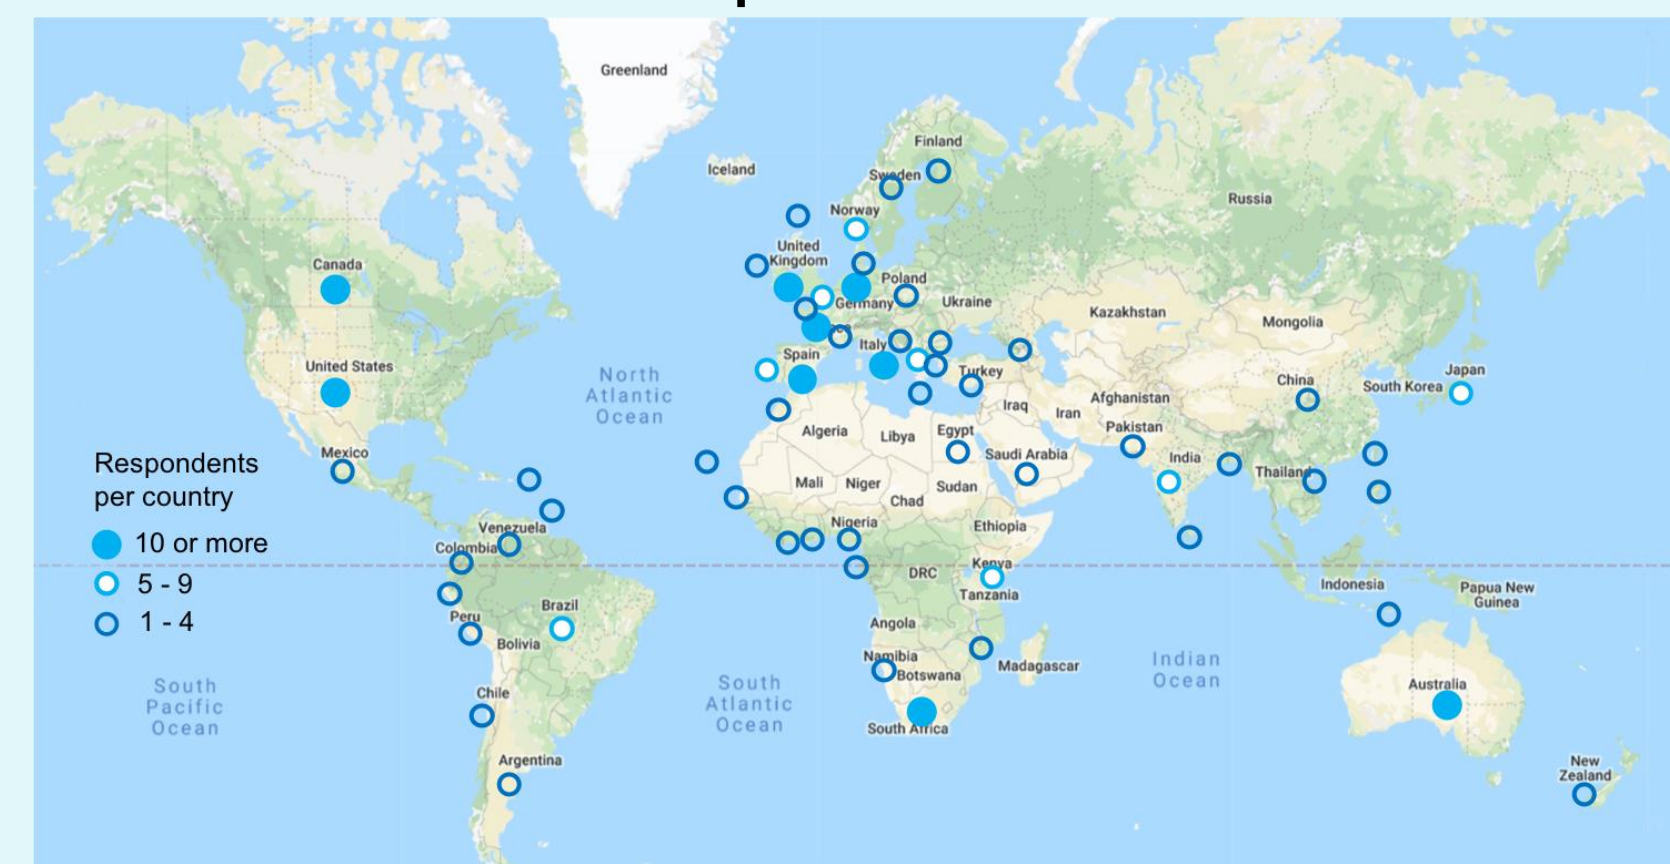 Greenland
Finland
Iceland
Sweden
Russia
Norway
United
Kingdom
Canada
Poland
Germany
Ukraine
Kazakhstan
Mongolia
Italy
Spain
United States
Turkey
North
Atlantic
Ocean
Japan
China
South Korea
Afghanistan
Iraq
Iran
Pakistan
Algeria
Libya
Egypt
Mexico
Saudi Arabia
India
Thailand
Respondents
per country
Mali
Niger
Chad
Sudan
Venezuela
Nigeria
Ethiopia
10 or more
Colombia
DRC
Kenya
5 - 9
Tanzania
Indonesia
Papua New
Guinea
1 - 4
Brazil
Peru
Angola
Bolivia
Namibia
Botswana
Madagascar
Indian
Ocean
South
Pacific
Ocean
South
Atlantic
Ocean
Chile
Australia
South Africa
Argentina
New
Zealand